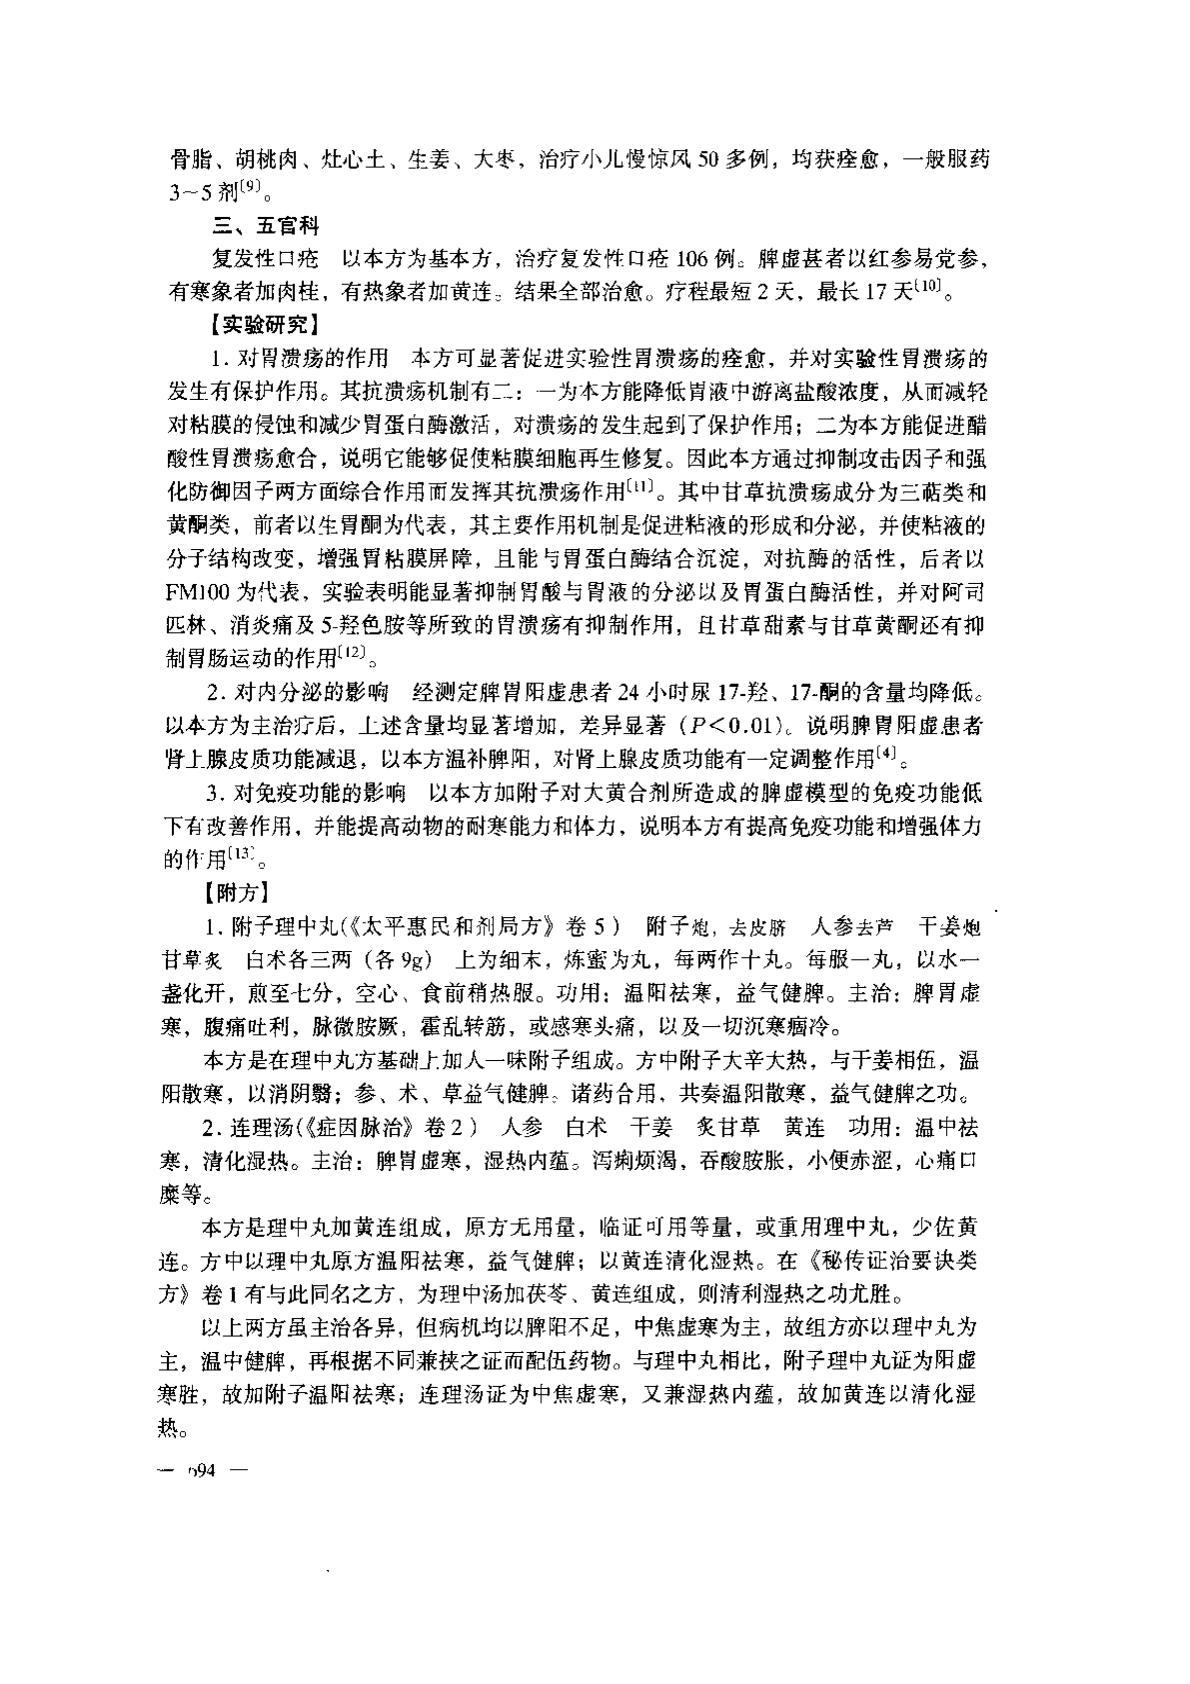 骨脂、胡桃肉、灶心土、生姜、大枣，治疗小儿慢惊风 50 多例，均获痊愈，一般服药
3～5 剂〔9〕。
三、五官科
复发性口疮　以本方为基本方，治疗复发性口疮 106 例。脾虚甚者以红参易党参，
有寒象者加肉桂，有热象者加黄连。结果全部治愈。疗程最短 2 天，最长 17 天〔10〕。
【实验研究】
1. 对胃溃疡的作用　本方可显著促进实验性胃溃疡的痊愈，并对实验性胃溃疡的
发生有保护作用。其抗溃疡机制有二：一为本方能降低胃液中游离盐酸浓度，从而减轻
对粘膜的侵蚀和减少胃蛋白酶激活，对溃疡的发生起到了保护作用；二为本方能促进醋
酸性胃溃疡愈合，说明它能够促使粘膜细胞再生修复。因此本方通过抑制攻击因子和强
化防御因子两方面综合作用而发挥其抗溃疡作用〔11〕。其中甘草抗溃疡成分为三萜类和
黄酮类，前者以生胃酮为代表，其主要作用机制是促进粘液的形成和分泌，并使粘液的
分子结构改变，增强胃粘膜屏障，且能与胃蛋白酶结合沉淀，对抗酶的活性，后者以
FM100 为代表，实验表明能显著抑制胃酸与胃液的分泌以及胃蛋白酶活性，并对阿司
匹林、消炎痛及 5-羟色胺等所致的胃溃疡有抑制作用，且甘草甜素与甘草黄酮还有抑
制胃肠运动的作用〔12〕。
2. 对内分泌的影响　经测定脾胃阳虚患者 24 小时尿 17-羟、17-酮的含量均降低。
以本方为主治疗后，上述含量均显著增加，差异显著（P＜0.01）。说明脾胃阳虚患者
肾上腺皮质功能减退，以本方温补脾阳，对肾上腺皮质功能有一定调整作用〔4〕。
3. 对免疫功能的影响　以本方加附子对大黄合剂所造成的脾虚模型的免疫功能低
下有改善作用，并能提高动物的耐寒能力和体力，说明本方有提高免疫功能和增强体力
的作用〔13〕。
【附方】
1. 附子理中丸(《太平惠民和剂局方》卷 5 )　附子炮，去皮脐　人参去芦　干姜炮
甘草炙　白术各三两（各 9g）　上为细末，炼蜜为丸，每两作十丸。每服一丸，以水一
盏化开，煎至七分，空心、食前稍热服。功用：温阳祛寒，益气健脾。主治：脾胃虚
寒，腹痛吐利，脉微肢厥，霍乱转筋，或感寒头痛，以及一切沉寒痼冷。
本方是在理中丸方基础上加入一味附子组成。方中附子大辛大热，与干姜相伍，温
阳散寒，以消阴翳；参、术、草益气健脾。诸药合用，共奏温阳散寒，益气健脾之功。
2. 连理汤(《症因脉治》卷 2 )　人参　白术　干姜　炙甘草　黄连　功用：温中祛
寒，清化湿热。主治：脾胃虚寒，湿热内蕴。泻痢烦渴，吞酸腹胀，小便赤涩，心痛口
糜等。
本方是理中丸加黄连组成，原方无用量，临证可用等量，或重用理中丸，少佐黄
连。方中以理中丸原方温阳祛寒，益气健脾；以黄连清化湿热。在《秘传证治要诀类
方》卷 1 有与此同名之方，为理中汤加茯苓、黄连组成，则清利湿热之功尤胜。
以上两方虽主治各异，但病机均以脾阳不足，中焦虚寒为主，故组方亦以理中丸为
主，温中健脾，再根据不同兼挟之证而配伍药物。与理中丸相比，附子理中丸证为阳虚
寒胜，故加附子温阳祛寒；连理汤证为中焦虚寒，又兼湿热内蕴，故加黄连以清化湿
热。
— 694 —